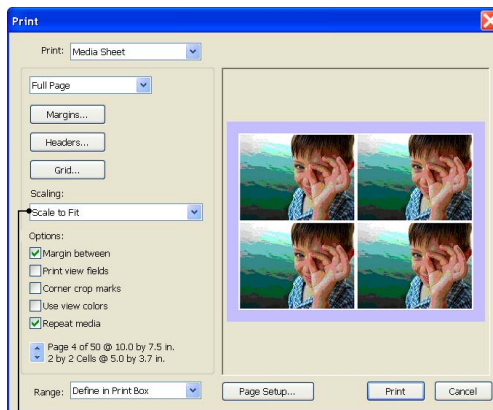 Print
Print: Media Sheet
Full Page
Margins...
Headers...
Grid...
Scaling:
Scale to Fit
Options:
Margin between
Print view fields
Corner crop marks
Use view colors
Repeat media
Page 4 of 50 @ 10.0 by 7.5 in.
2 by 2 Cells @ 5.0 by 3.7 in.
Range: Define in Print Box
Page Setup... Print Cancel